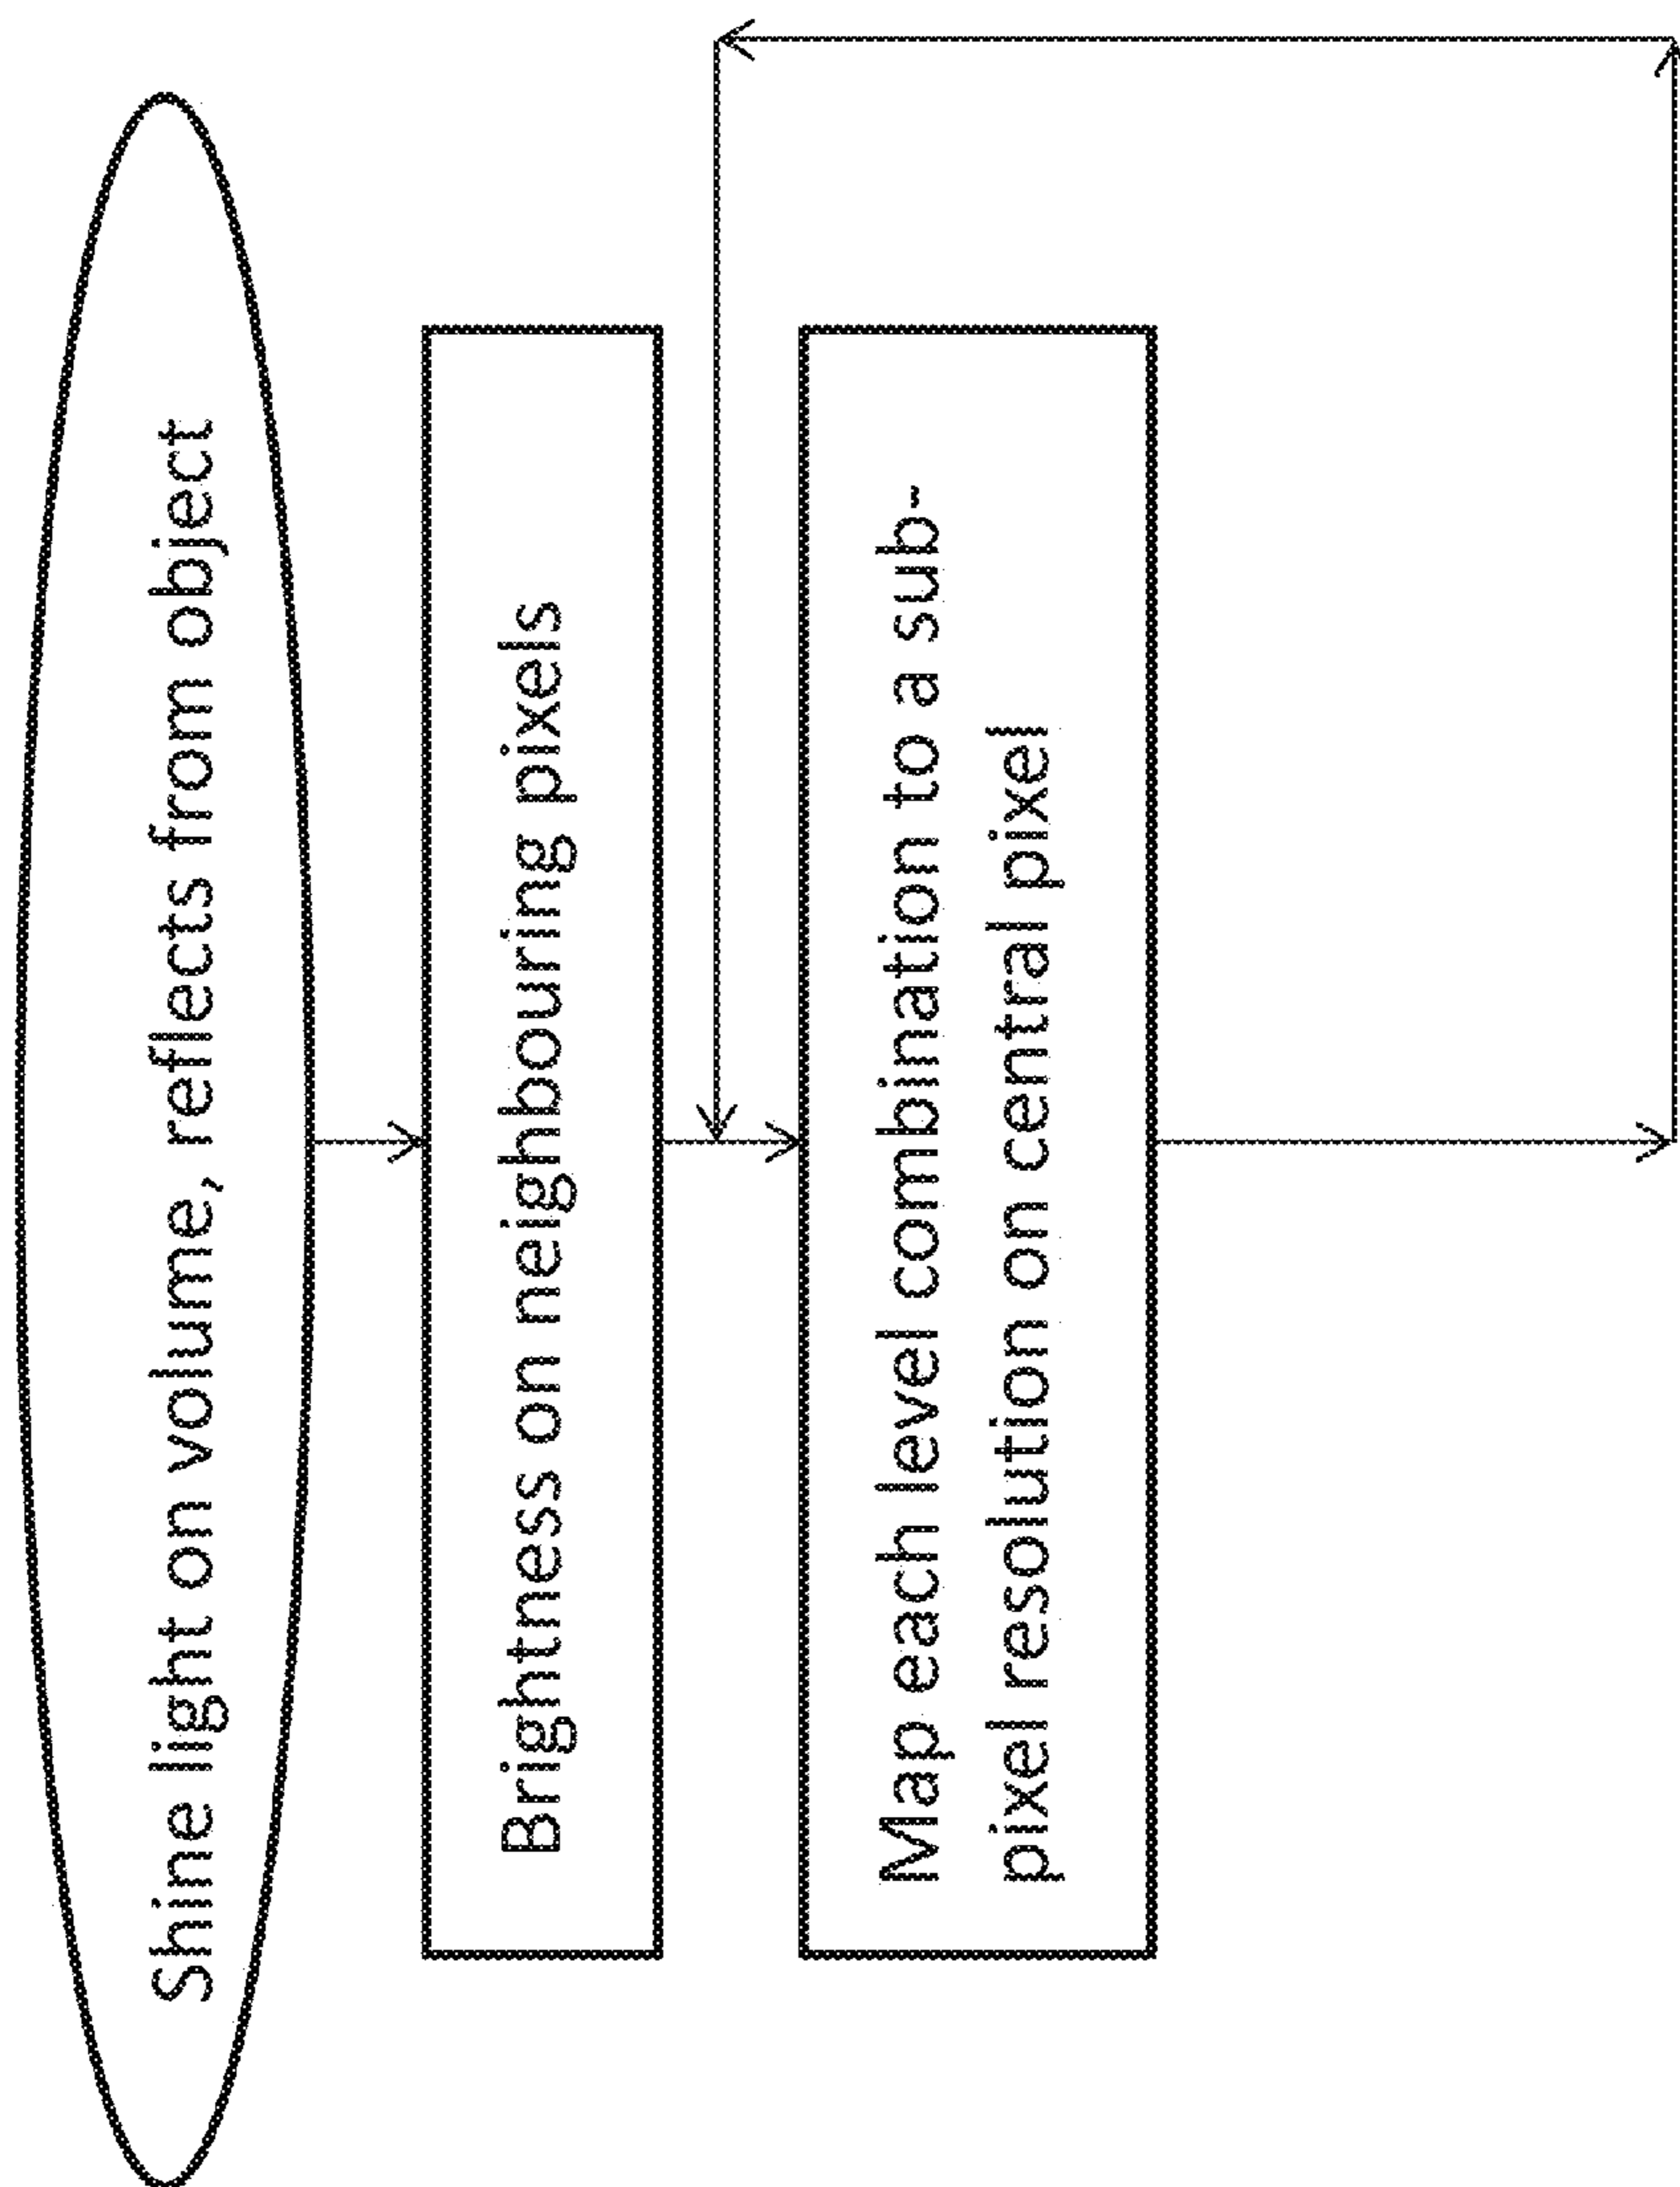 Shine light on volume, reflects from object
Brightness on neighbouring pixels
Map each level combination to a sub-
pixel resolution on central pixel